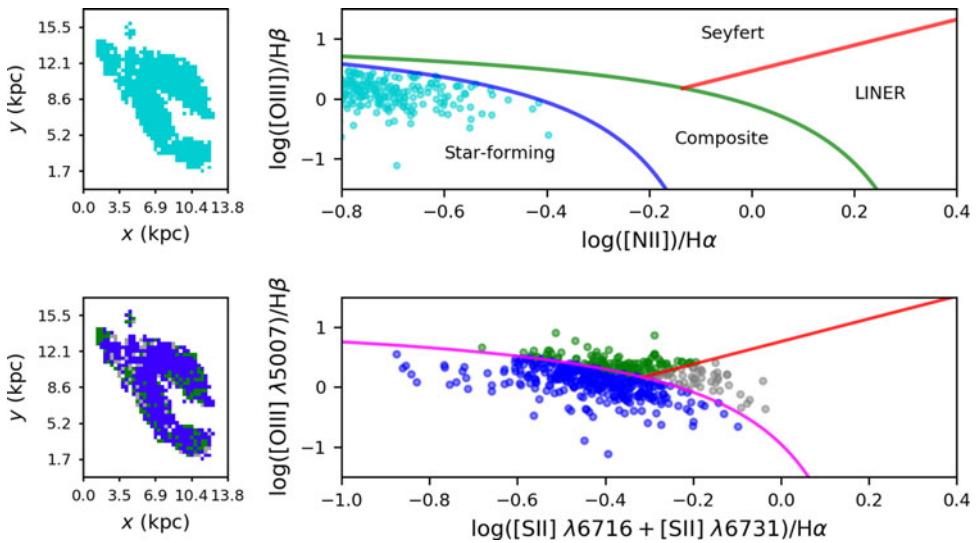 15.5
12.1
8.6
5.2
1.7
y (kpc)
0.0 3.5 6.9 10.4 13.8
x (kpc)
log([OIII])/Hβ
1
0
−1
Seyfert
LINER
Composite
Star-forming
−0.8 −0.6 −0.4 −0.2 0.0 0.2 0.4
log([NII])/Hα
15.5
12.1
8.6
5.2
1.7
y (kpc)
0.0 3.5 6.9 10.4 13.8
x (kpc)
log([OIII] λ5007)/Hβ
1
0
−1
−1.0 −0.8 −0.6 −0.4 −0.2 0.0 0.2 0.4
log([SII] λ6716 + [SII] λ6731)/Hα